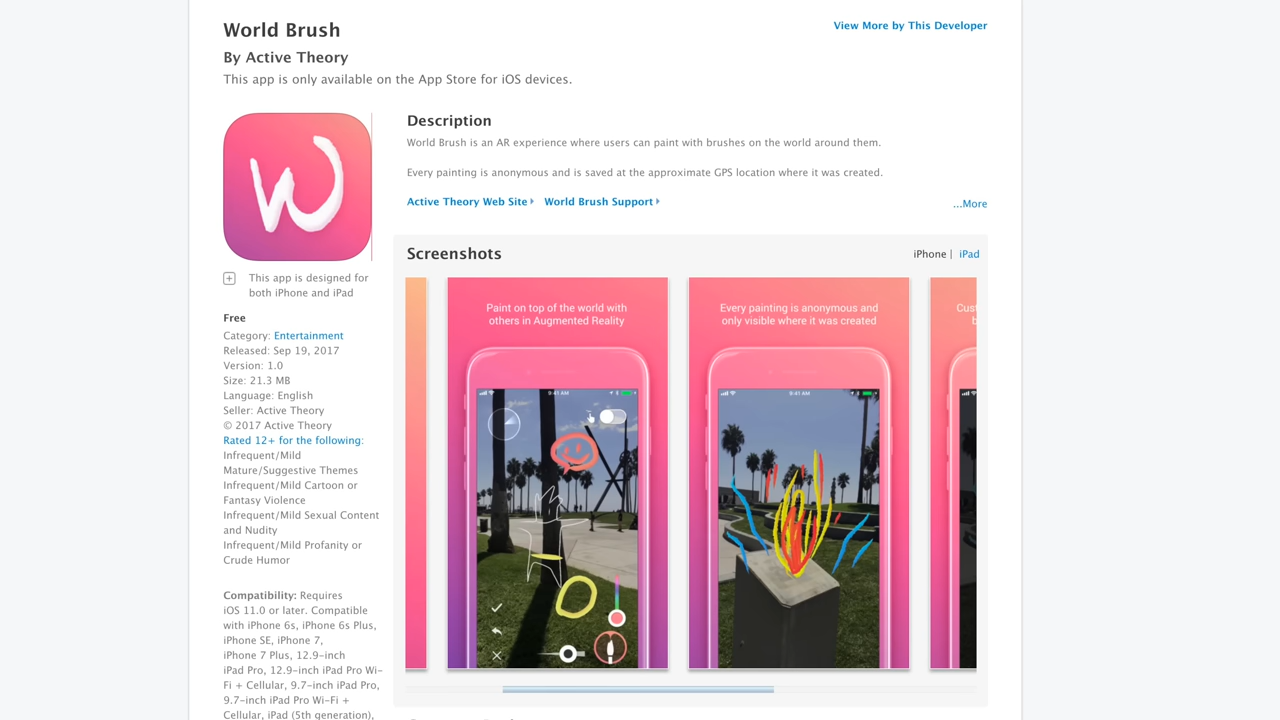 World Brush
View More by This Developer
By Active Theory
This app is only available on the App Store for iOS devices.
W
Description
World Brush is an AR experience where users can paint with brushes on the world around them.
Every painting is anonymous and is saved at the approximate GPS location where it was created.
Active Theory Web Site
World Brush Support
...More
Screenshots
iPhone |
iPad
Paint on top of the world with
others in Augmented Reality
9:41 AM
Every painting is anonymous and
only visible where it was created
9:41 AM
This app is designed for
both iPhone and iPad
Free
Category: Entertainment
Released: Sep 19, 2017
Version: 1.0
Size: 21.3 MB
Language: English
Seller: Active Theory
© 2017 Active Theory
Rated 12+ for the following:
Infrequent/Mild
Mature/Suggestive Themes
Infrequent/Mild Cartoon or
Fantasy Violence
Infrequent/Mild Sexual Content
and Nudity
Infrequent/Mild Profanity or
Crude Humor
Compatibility: Requires
iOS 11.0 or later. Compatible
with iPhone 6s, iPhone 6s Plus,
iPhone SE, iPhone 7,
iPhone 7 Plus, 12.9-inch
iPad Pro, 12.9-inch iPad Pro Wi-
Fi + Cellular, 9.7-inch iPad Pro,
9.7-inch iPad Pro Wi-Fi +
Cellular, iPad (5th generation),